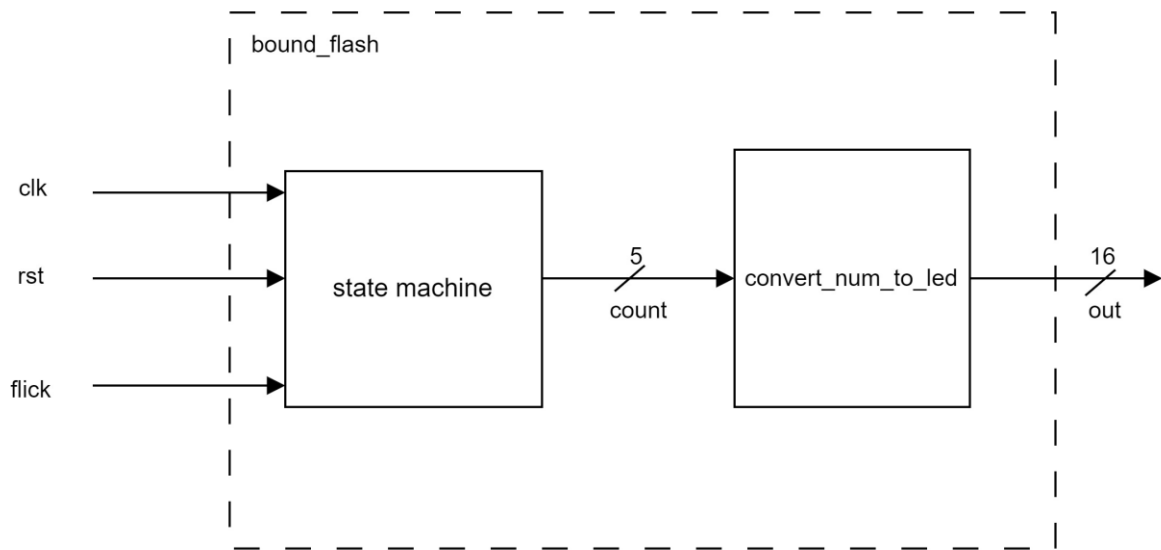 bound_flash
clk
rst
flick
state machine
5
count
convert_num_to_led
16
out